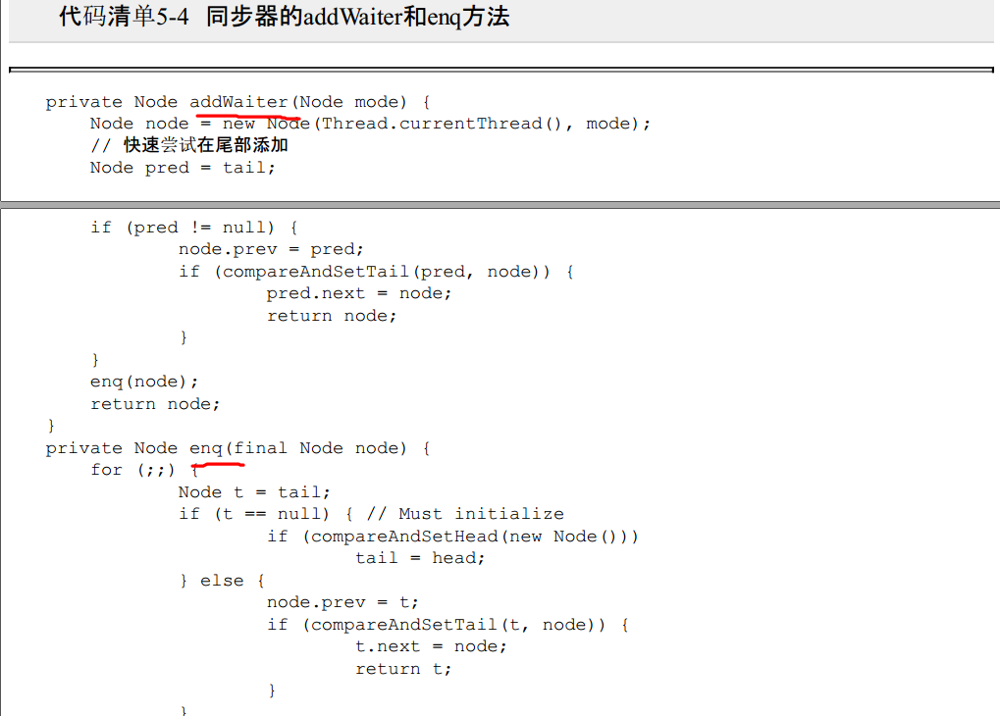 代码清单5-4 同步器的addWaiter和enq方法
private Node addWaiter(Node mode) {
Node node = new Node(Thread.currentThread(), mode);
// 快速尝试在尾部添加
Node pred = tail;
if (pred != null) {
node.prev = pred;
if (compareAndSetTail(pred, node)) {
pred.next = node;
return node;
}
}
enq(node);
return node;
}
private Node enq(final Node node) {
for (;;) {
Node t = tail;
if (t == null) { // Must initialize
if (compareAndSetHead(new Node()))
tail = head;
} else {
node.prev = t;
if (compareAndSetTail(t, node)) {
t.next = node;
return t;
}
}